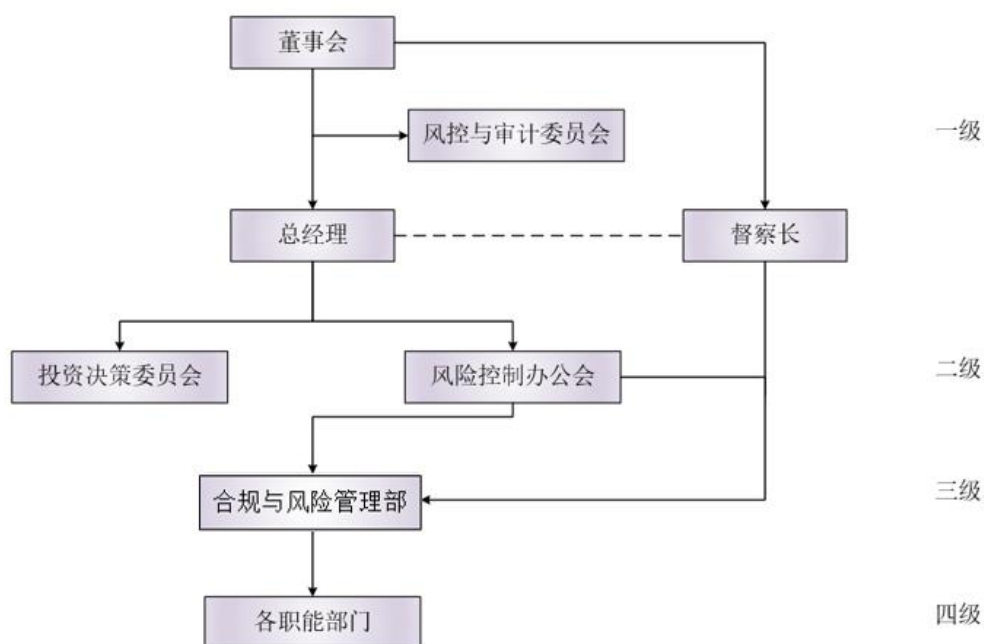 董事会
风控与审计委员会
一级
总经理
督察长
投资决策委员会
风险控制办公会
二级
合规与风险管理部
三级
各职能部门
四级